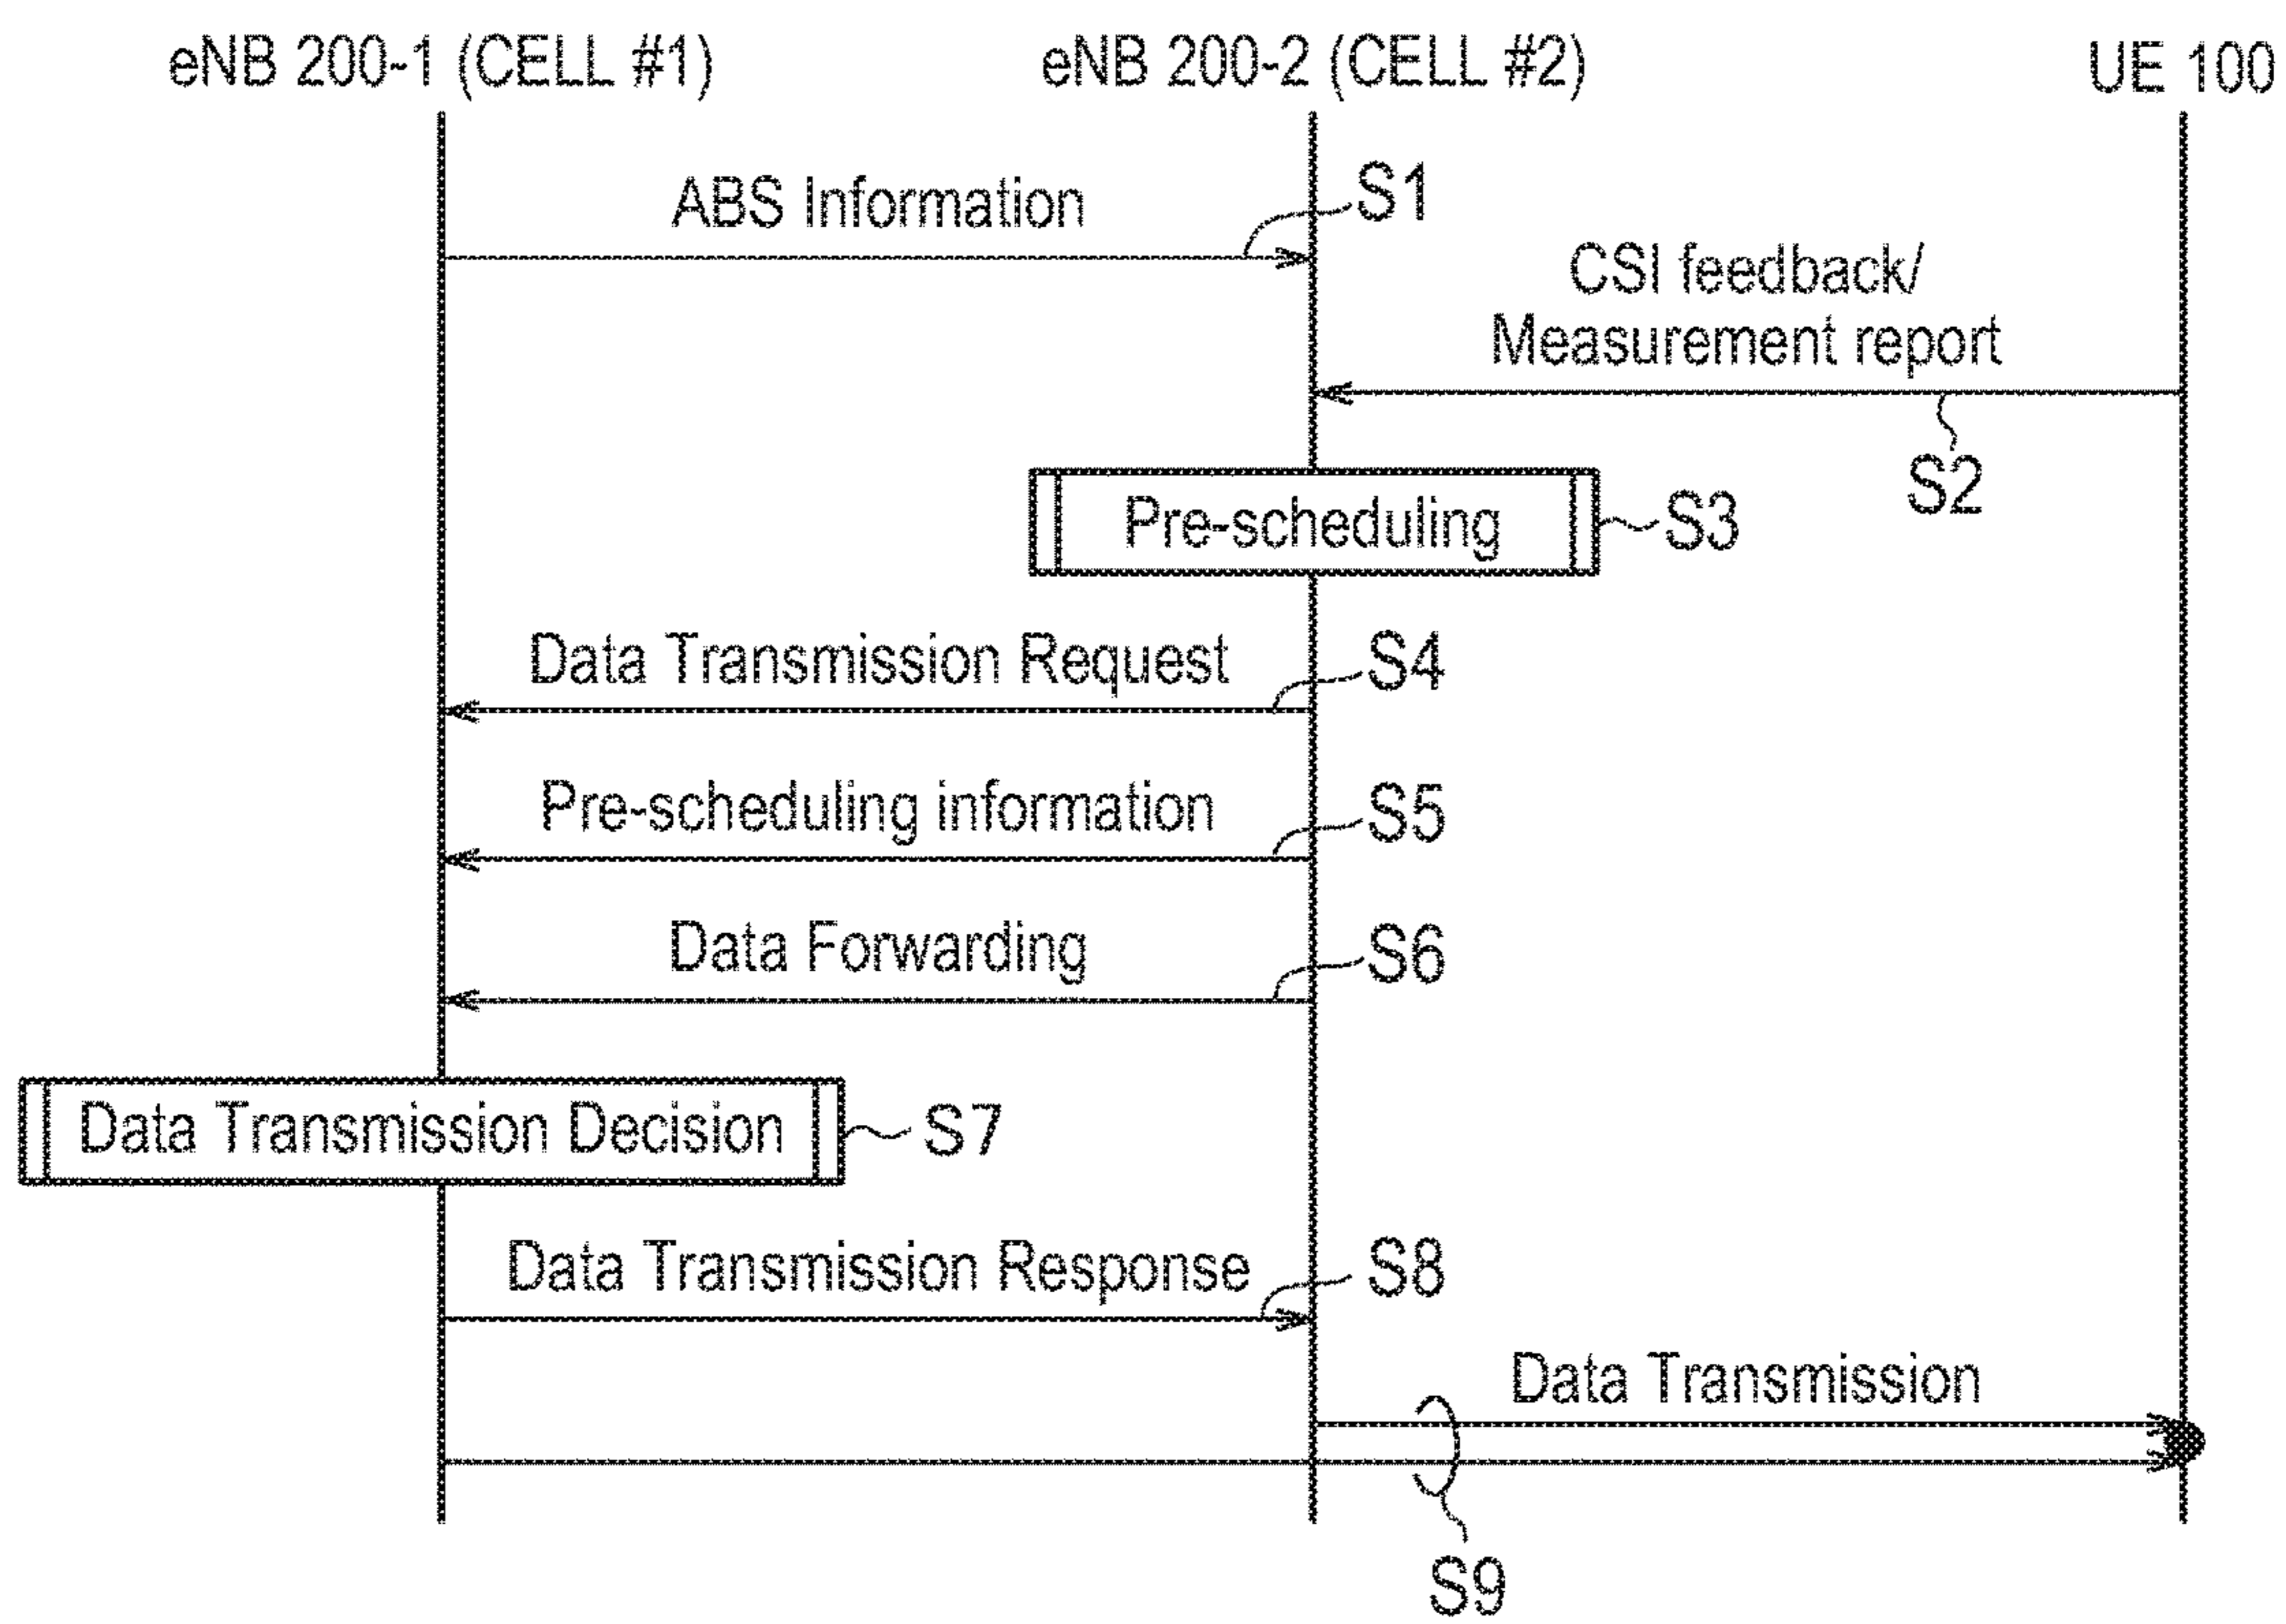 eNB 200-1 (CELL #1)
eNB 200-2 (CELL #2)
UE 100
ABS Information
S1
CSI feedback/
Measurement report
S2
Pre-scheduling
S3
Data Transmission Request
S4
Pre-scheduling information
S5
Data Forwarding
S6
Data Transmission Decision
S7
Data Transmission Response
S8
Data Transmission
S9